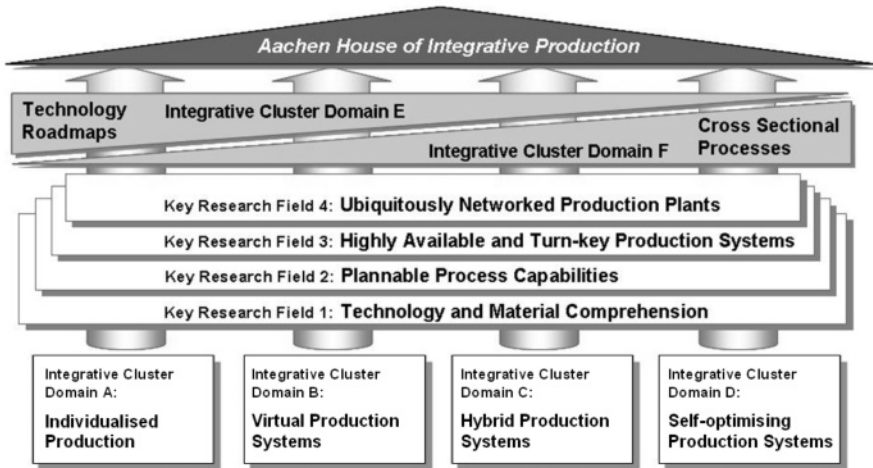 Aachen House of Integrative Production
Technology
Roadmaps
Integrative Cluster Domain E
Integrative Cluster Domain F
Cross Sectional
Processes
Key Research Field 4: Ubiquitously Networked Production Plants
Key Research Field 3: Highly Available and Turn-key Production Systems
Key Research Field 2: Plannable Process Capabilities
Key Research Field 1: Technology and Material Comprehension
Integrative Cluster
Domain A:
Individualised
Production
Integrative Cluster
Domain B:
Virtual Production
Systems
Integrative Cluster
Domain C:
Hybrid Production
Systems
Integrative Cluster
Domain D:
Self-optimising
Production Systems